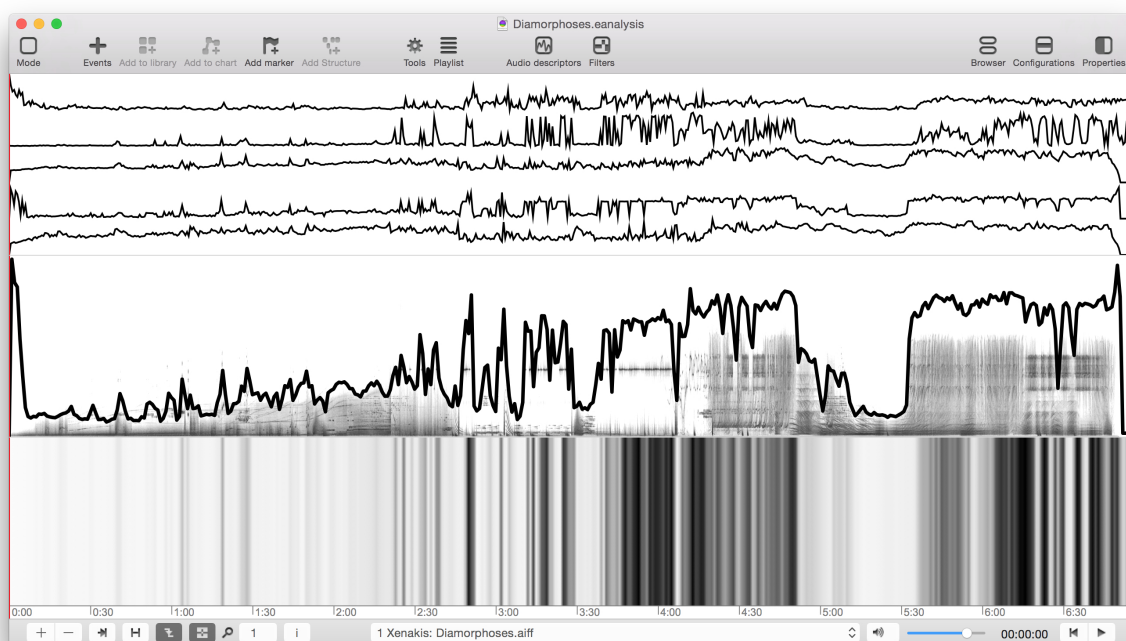 Diamorphoses.eanalysis
Mode Events Add to library Add to chart Add marker Add Structure Tools Playlist Audio descriptors Filters Browser Configurations Properties
0:00 0:30 1:00 1:30 2:00 2:30 3:00 3:30 4:00 4:30 5:00 5:30 6:00 6:30
1 i 1 Xenakis: Diamorphoses.aiff 00:00:00